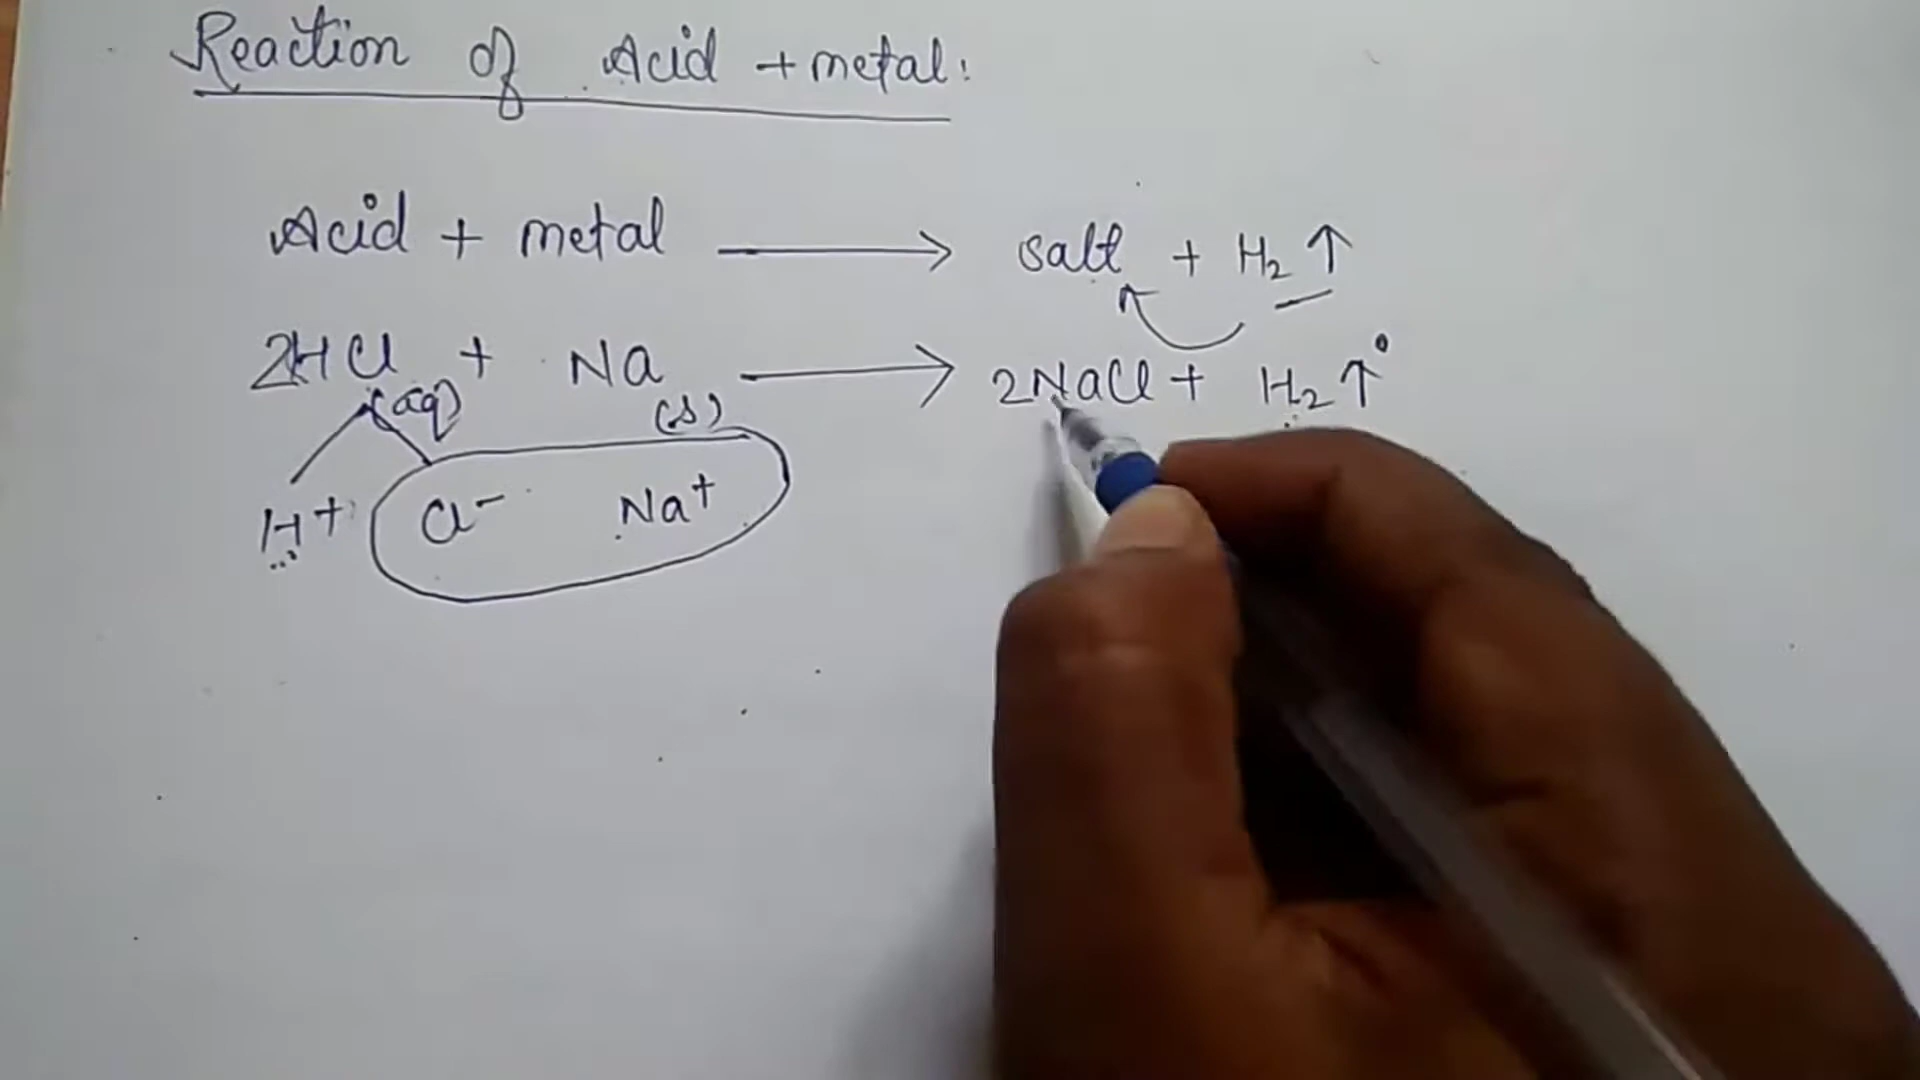 Reaction of Acid + metal:
Acid + metal ⟶ salt + H₂ ↑
2HCl (aq) + Na (s) ⟶ 2NaCl + H₂ ↑
H⁺ Cl⁻ Na⁺